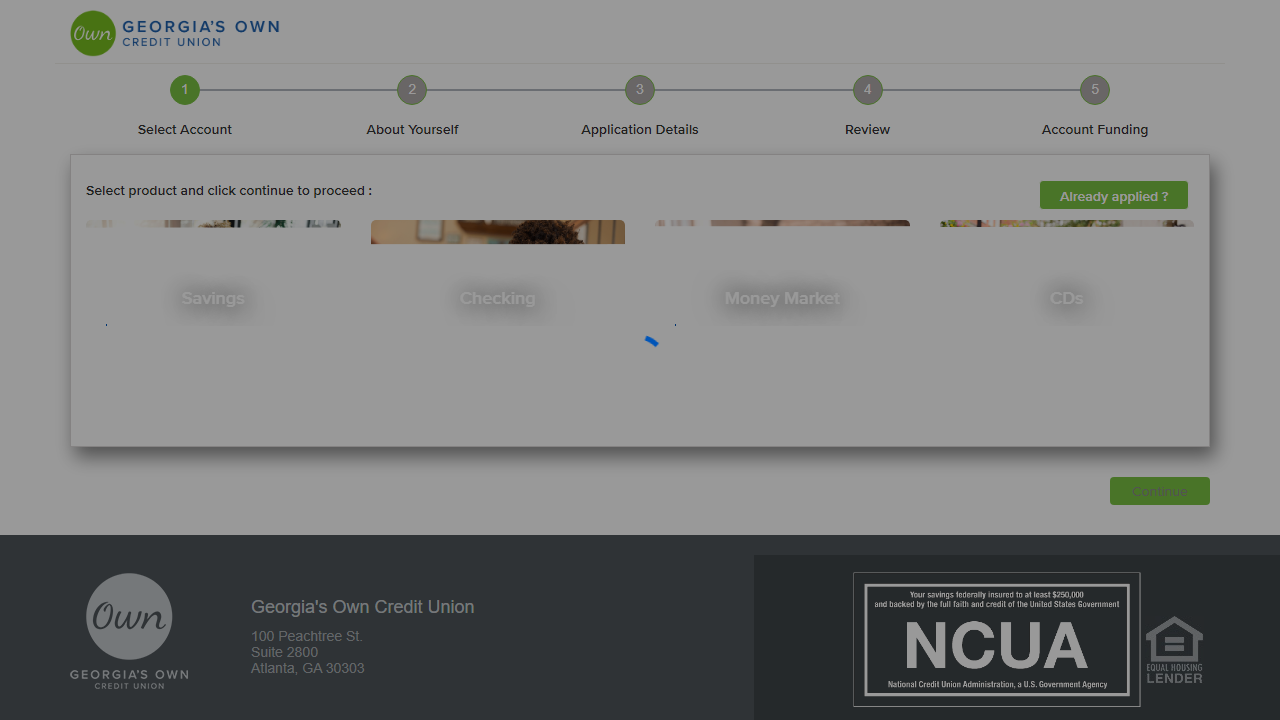 Own
GEORGIA'S OWN
CREDIT UNION
1
2
3
4
5
Select Account
About Yourself
Application Details
Review
Account Funding
Select product and click continue to proceed :
Already applied ?
Savings
Checking
Money Market
CDs
Continue
Own
GEORGIA'S OWN
CREDIT UNION
Georgia's Own Credit Union
100 Peachtree St.
Suite 2800
Atlanta, GA 30303
Your savings federally insured to at least $250,000
and backed by the full faith and credit of the United States Government
NCUA
National Credit Union Administration, a U.S. Government Agency
EQUAL HOUSING
LENDER